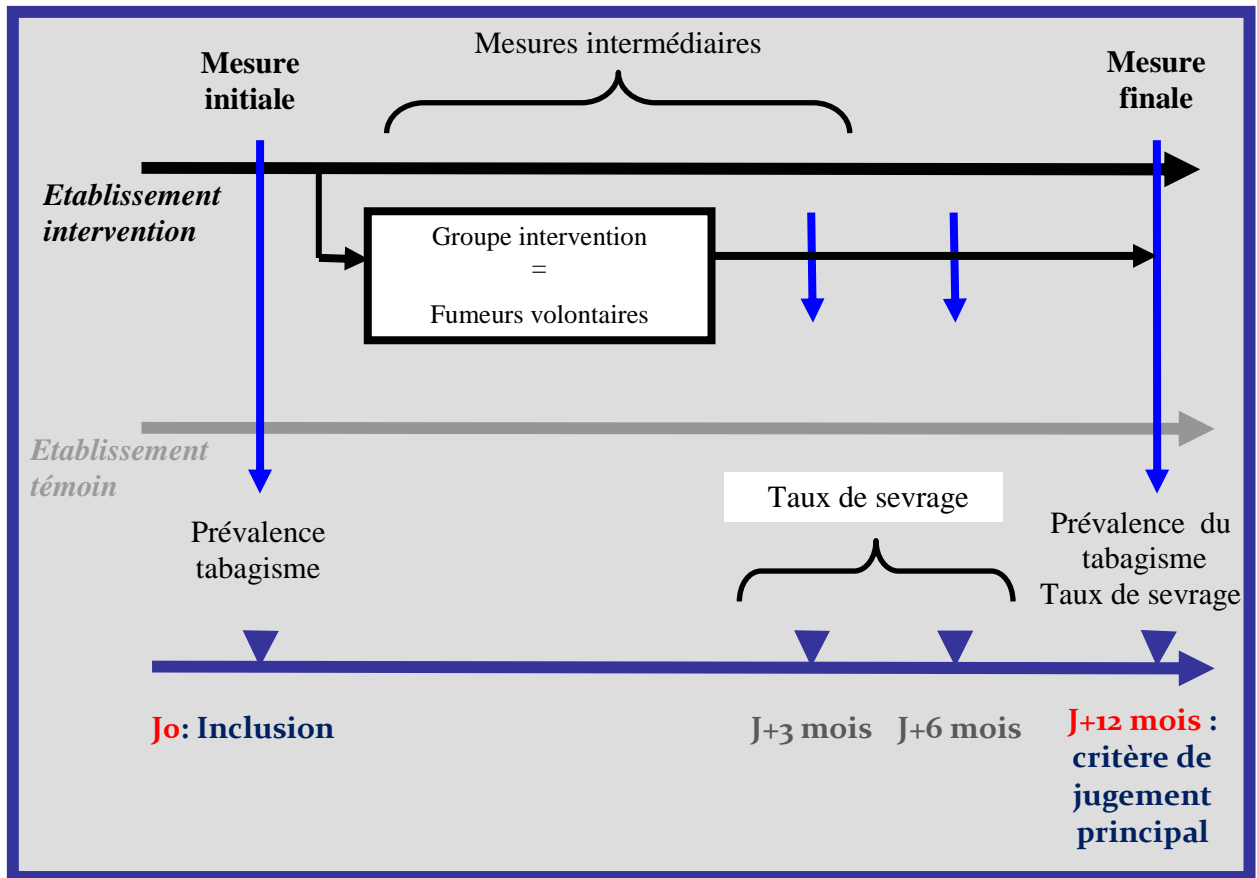 Mesures intermédiaires
Mesure
initiale
Mesure
finale
Etablissement
intervention
Groupe intervention
=
Fumeurs volontaires
Etablissement
témoin
Taux de sevrage
Prévalence
tabagisme
Prévalence du
tabagisme
Taux de sevrage
J0: Inclusion
J+3 mois
J+6 mois
J+12 mois :
critère de
jugement
principal